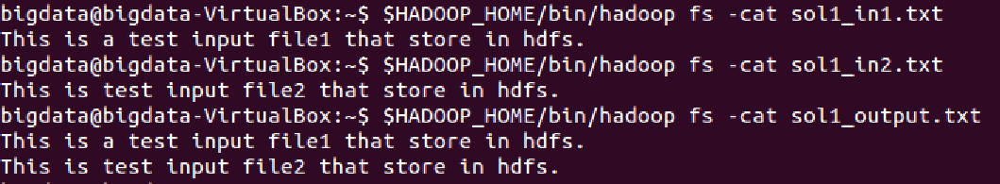 bigdata@bigdata-VirtualBox:~$ $HADOOP_HOME/bin/hadoop fs -cat sol1_in1.txt
This is a test input file1 that store in hdfs.
bigdata@bigdata-VirtualBox:~$ $HADOOP_HOME/bin/hadoop fs -cat sol1_in2.txt
This is test input file2 that store in hdfs.
bigdata@bigdata-VirtualBox:~$ $HADOOP_HOME/bin/hadoop fs -cat sol1_output.txt
This is a test input file1 that store in hdfs.
This is test input file2 that store in hdfs.